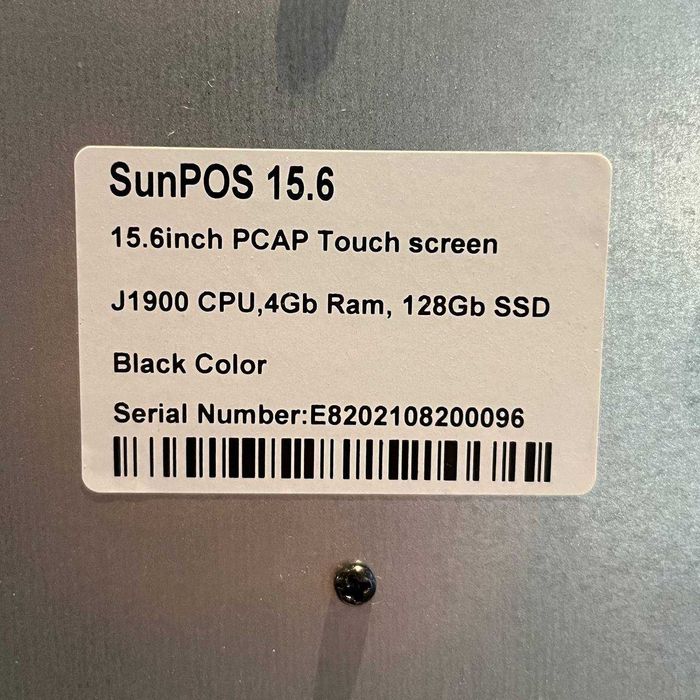 SunPOS 15.6
15.6inch PCAP Touch screen
J1900 CPU,4Gb Ram, 128Gb SSD
Black Color
Serial Number:E8202108200096